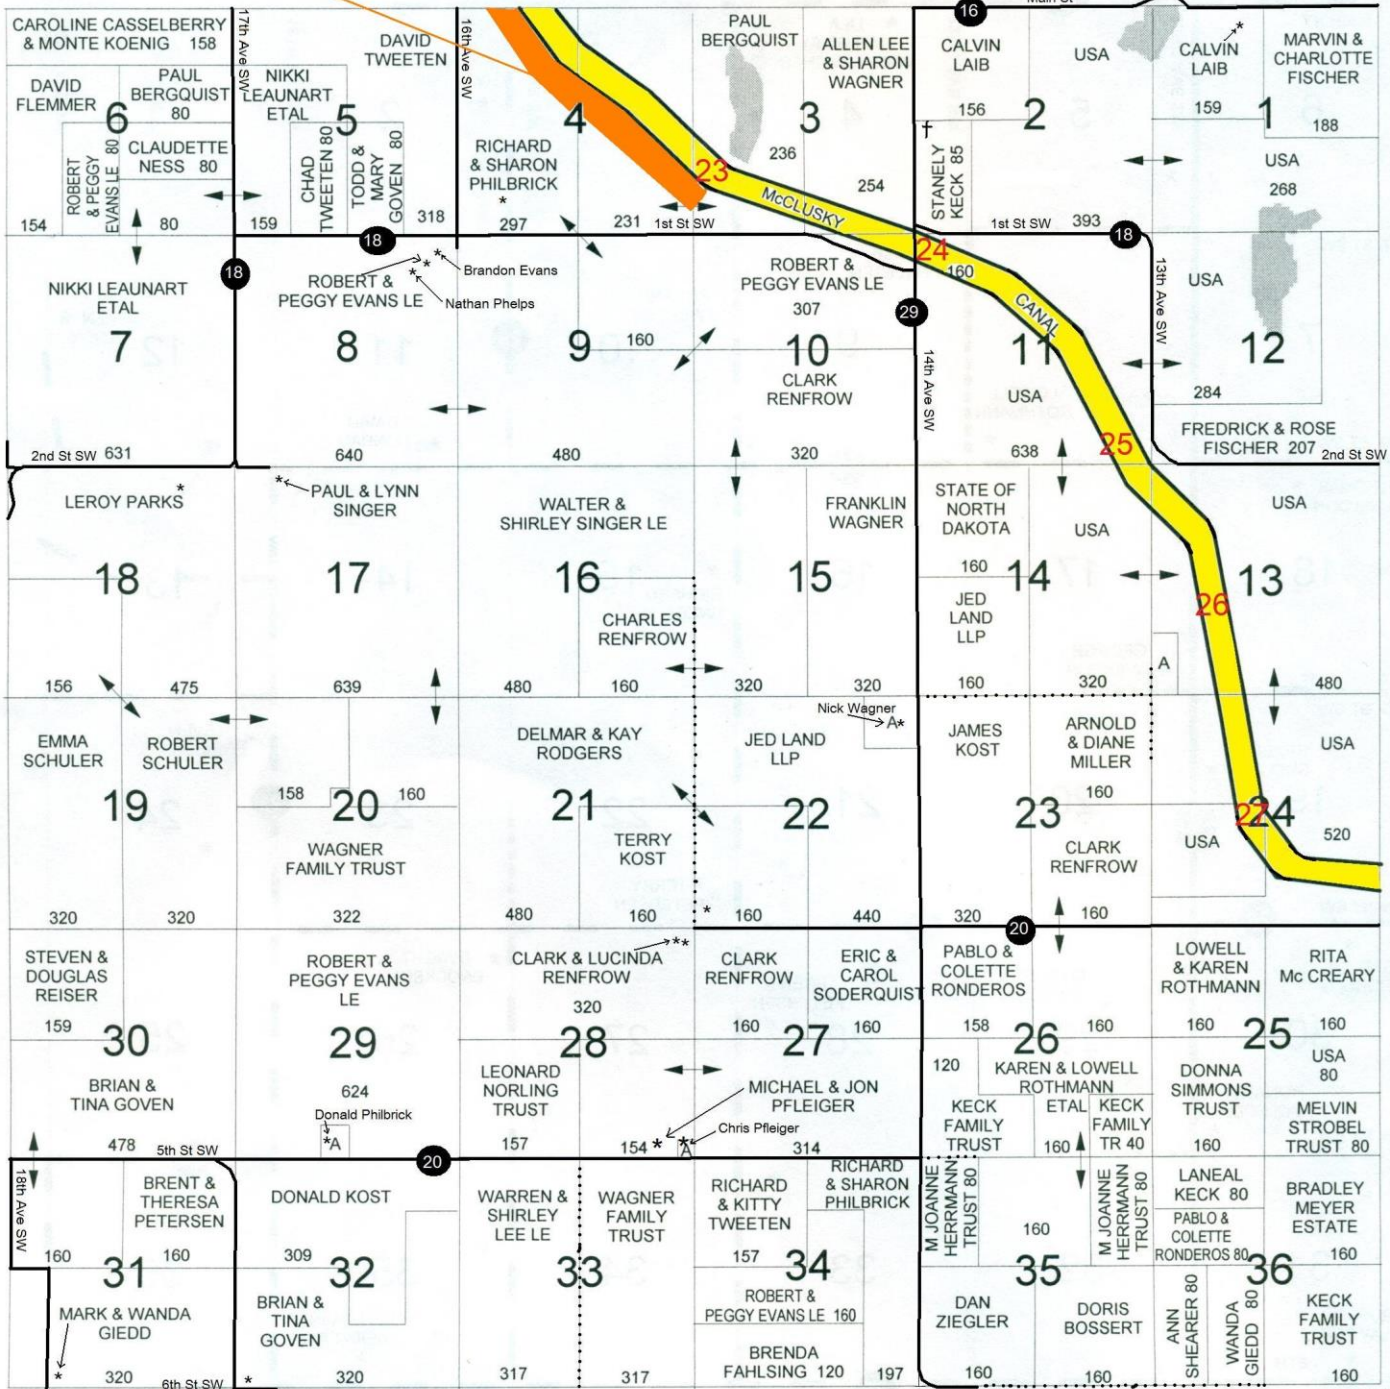 Main St
16
CAROLINE CASSELBERRY
& MONTE KOENIG 158
17th Ave SW
DAVID
TWEETEN
16th Ave SW
PAUL
BERGQUIST
ALLEN LEE
& SHARON
WAGNER
CALVIN
LAIB
USA
CALVIN
LAIB
*
MARVIN &
CHARLOTTE
FISCHER
DAVID
FLEMMER
PAUL
BERGQUIST
80
NIKKI
LEAUNART
ETAL
6
5
4
3
156
2
159
1
188
ROBERT
& PEGGY
EVANS LE 80
CLAUDETTE
NESS 80
CHAD
TWEETEN 80
TODD &
MARY
GOVEN 80
RICHARD
& SHARON
PHILBRICK
*
236
23
254
McCLUSKY
STANELY
KECK 85
USA
268
154
80
159
318
297
231
1st St SW
1st St SW
393
18
18
18
24
160
NIKKI LEAUNART
ETAL
ROBERT &
PEGGY EVANS LE
*
*
*
Brandon Evans
Nathan Phelps
ROBERT &
PEGGY EVANS LE
307
29
CANAL
13th Ave SW
USA
7
8
9
160
10
CLARK
RENFROW
14th Ave SW
11
USA
12
284
2nd St SW 631
640
480
320
638
25
FREDRICK & ROSE
FISCHER 207
2nd St SW
LEROY PARKS
*
*
PAUL & LYNN
SINGER
WALTER &
SHIRLEY SINGER LE
FRANKLIN
WAGNER
STATE OF
NORTH
DAKOTA
USA
USA
18
17
16
15
160
14
13
CHARLES
RENFROW
JED
LAND
LLP
26
A
156
475
639
480
160
320
320
160
320
480
EMMA
SCHULER
ROBERT
SCHULER
DELMAR & KAY
RODGERS
JED LAND
LLP
Nick Wagner
A*
JAMES
KOST
ARNOLD
& DIANE
MILLER
USA
19
158
20
160
21
22
23
160
27
24
WAGNER
FAMILY TRUST
TERRY
KOST
CLARK
RENFROW
USA
520
320
320
322
480
160
*
160
440
320
160
20
STEVEN &
DOUGLAS
REISER
ROBERT &
PEGGY EVANS
LE
CLARK & LUCINDA
RENFROW
**
320
CLARK
RENFROW
ERIC &
CAROL
SODERQUIST
PABLO &
COLETTE
RONDEROS
LOWELL
& KAREN
ROTHMANN
RITA
Mc CREARY
159
30
29
28
160
27
160
158
26
160
160
25
160
BRIAN &
TINA GOVEN
624
LEONARD
NORLING
TRUST
MICHAEL & JON
PFLEIGER
120
KAREN & LOWELL
ROTHMANN
ETAL
DONNA
SIMMONS
TRUST
USA
80
Donald Philbrick
*A
*
*
A
Chris Pfleiger
KECK
FAMILY
TRUST
KECK
FAMILY
TR 40
MELVIN
STROBEL
TRUST 80
478
5th St SW
20
157
154
314
160
160
18th Ave SW
BRENT &
THERESA
PETERSEN
DONALD KOST
WARREN &
SHIRLEY
LEE LE
WAGNER
FAMILY
TRUST
RICHARD
& KITTY
TWEETEN
RICHARD
& SHARON
PHILBRICK
M JOANNE
HERRMANN
TRUST 80
160
M JOANNE
HERRMANN
TRUST 80
LANEAL
KECK 80
PABLO &
COLETTE
RONDEROS 80
BRADLEY
MEYER
ESTATE
160
160
31
160
309
32
33
157
34
35
36
MARK & WANDA
GIEDD
BRIAN &
TINA
GOVEN
ROBERT &
PEGGY EVANS LE 160
DAN
ZIEGLER
DORIS
BOSSERT
ANN
SHEARER 80
WANDA
GIEDD 80
KECK
FAMILY
TRUST
BRENDA
FAHLSING 120
*
320
6th St SW
*
320
317
317
197
160
160
160